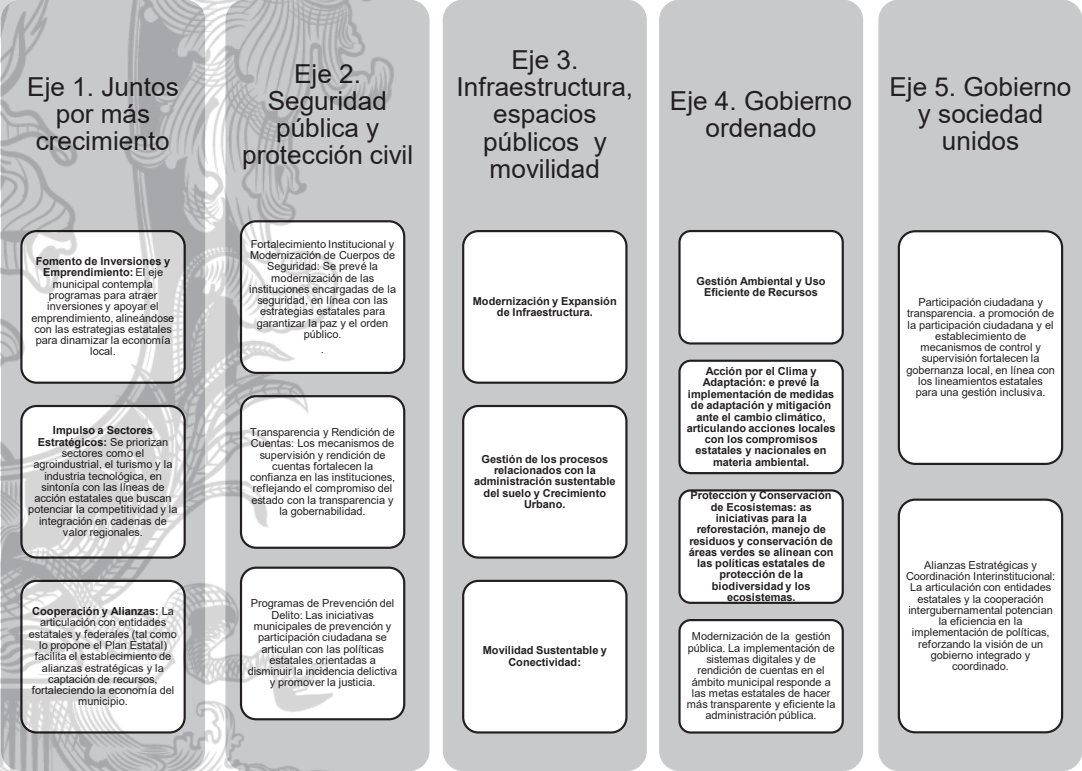 Eje 1. Juntos
por más
crecimiento
Fomento de Inversiones y
Emprendimiento: El eje
municipal contempla
programas para atraer
inversiones y apoyar el
emprendimiento, alineándose
con las estrategias estatales
para dinamizar la economía
local.
Impulso a Sectores
Estratégicos: Se priorizan
sectores como el
agroindustrial, el turismo y la
industria tecnológica, en
sintonía con las líneas de
acción estatales que buscan
potenciar la competitividad y la
integración en cadenas de
valor regionales.
Cooperación y Alianzas: La
articulación con entidades
estatales y federales (tal como
lo propone el Plan Estatal)
facilita el establecimiento de
alianzas estratégicas y la
captación de recursos,
fortaleciendo la economía del
municipio.
Eje 2.
Seguridad
pública y
protección civil
Fortalecimiento Institucional y
Modernización de Cuerpos de
Seguridad: Se prevé la
modernización de las
instituciones encargadas de la
seguridad, en línea con las
estrategias estatales para
garantizar la paz y el orden
público.
.
Transparencia y Rendición de
Cuentas: Los mecanismos de
supervisión y rendición de
cuentas fortalecen la
confianza en las instituciones,
reflejando el compromiso del
estado con la transparencia y
la gobernabilidad.
Programas de Prevención del
Delito: Las iniciativas
municipales de prevención y
participación ciudadana se
articulan con las políticas
estatales orientadas a
disminuir la incidencia delictiva
y promover la justicia.
Eje 3.
Infraestructura,
espacios
públicos y
movilidad
Modernización y Expansión
de Infraestructura.
Gestión de los procesos
relacionados con la
administración sustentable
del suelo y Crecimiento
Urbano.
Movilidad Sustentable y
Conectividad:
Eje 4. Gobierno
ordenado
Gestión Ambiental y Uso
Eficiente de Recursos
Acción por el Clima y
Adaptación: e prevé la
implementación de medidas
de adaptación y mitigación
ante el cambio climático,
articulando acciones locales
con los compromisos
estatales y nacionales en
materia ambiental.
Protección y Conservación
de Ecosistemas: as
iniciativas para la
reforestación, manejo de
residuos y conservación de
áreas verdes se alinean con
las políticas estatales de
protección de la
biodiversidad y los
ecosistemas.
Modernización de la gestión
pública. La implementación de
sistemas digitales y de
rendición de cuentas en el
ámbito municipal responde a
las metas estatales de hacer
más transparente y eficiente la
administración pública.
Eje 5. Gobierno
y sociedad
unidos
Participación ciudadana y
transparencia. a promoción de
la participación ciudadana y el
establecimiento de
mecanismos de control y
supervisión fortalecen la
gobernanza local, en línea con
los lineamientos estatales
para una gestión inclusiva.
Alianzas Estratégicas y
Coordinación Interinstitucional:
La articulación con entidades
estatales y la cooperación
intergubernamental potencian
la eficiencia en la
implementación de políticas,
reforzando la visión de un
gobierno integrado y
coordinado.